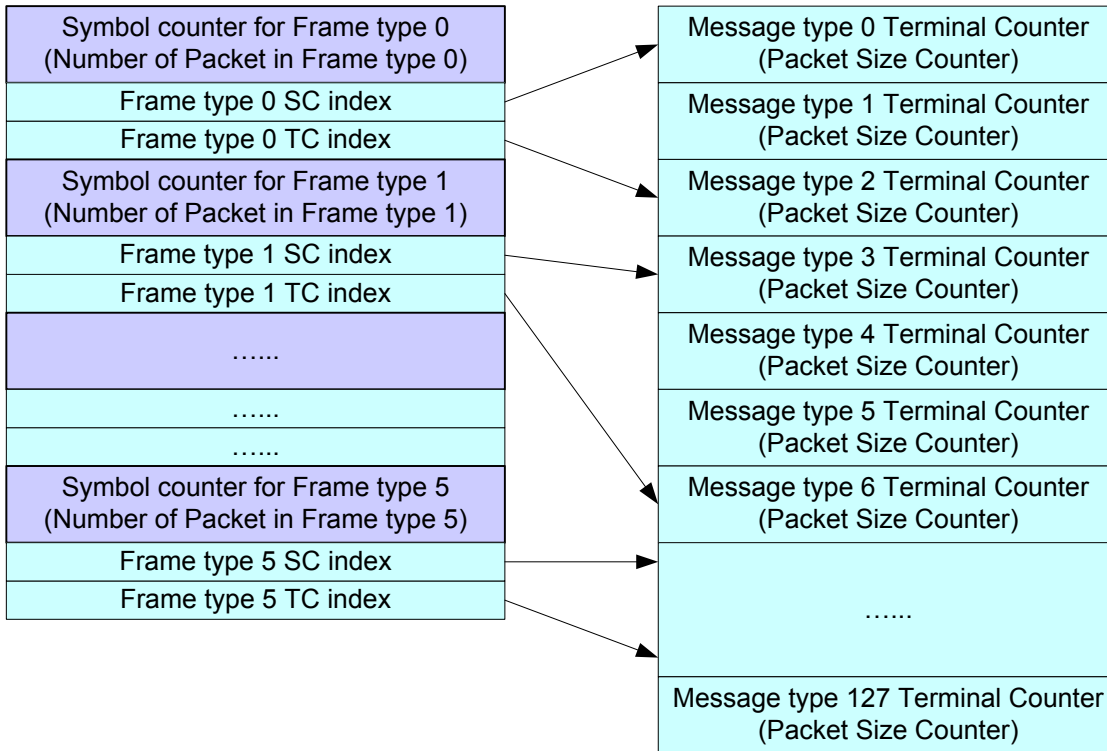 Symbol counter for Frame type 0
(Number of Packet in Frame type 0)
Frame type 0 SC index
Frame type 0 TC index
Symbol counter for Frame type 1
(Number of Packet in Frame type 1)
Frame type 1 SC index
Frame type 1 TC index
…...
…...
…...
Symbol counter for Frame type 5
(Number of Packet in Frame type 5)
Frame type 5 SC index
Frame type 5 TC index
Message type 0 Terminal Counter
(Packet Size Counter)
Message type 1 Terminal Counter
(Packet Size Counter)
Message type 2 Terminal Counter
(Packet Size Counter)
Message type 3 Terminal Counter
(Packet Size Counter)
Message type 4 Terminal Counter
(Packet Size Counter)
Message type 5 Terminal Counter
(Packet Size Counter)
Message type 6 Terminal Counter
(Packet Size Counter)
…...
Message type 127 Terminal Counter
(Packet Size Counter)